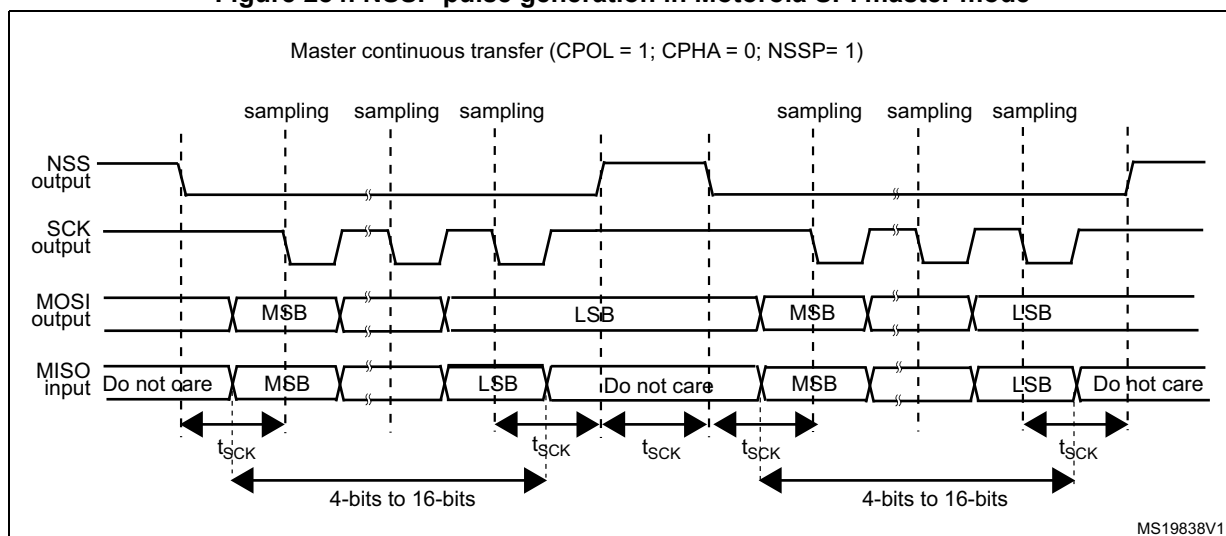 Master continuous transfer (CPOL = 1; CPHA = 0; NSSP= 1)
sampling sampling sampling sampling sampling sampling
NSS
output
SCK
output
MOSI
output
MSB LSB MSB LSB
MISO
input
Do not care MSB LSB Do not care MSB LSB Do not care
tSCK tSCK tSCK tSCK tSCK
4-bits to 16-bits 4-bits to 16-bits
MS19838V1